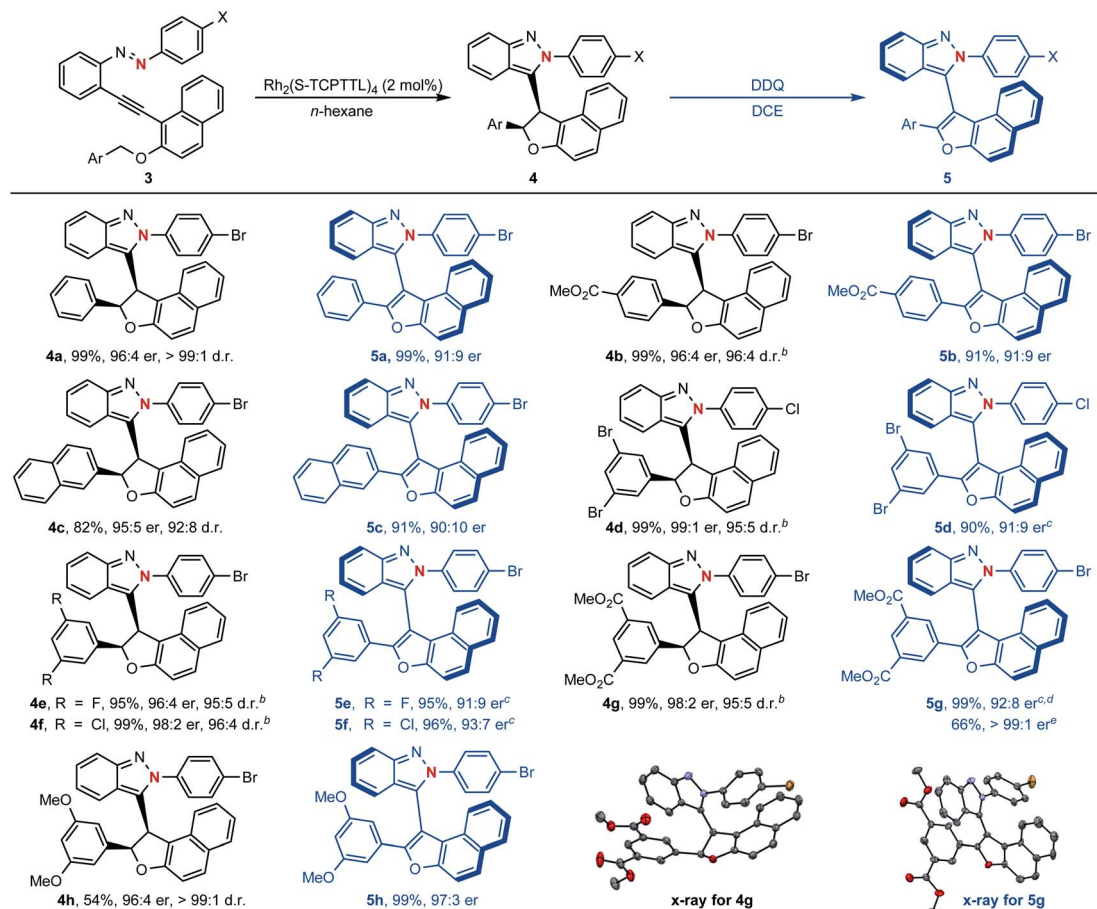 X
N
N
Ar
O
3
Rh2(S-TCPTTL)4 (2 mol%)
n-hexane
N
N
X
Ar
O
4
DDQ
DCE
N
N
X
Ar
O
5
N
N
Br
O
4a, 99%, 96:4 er, > 99:1 d.r.
N
N
Br
O
5a, 99%, 91:9 er
N
N
Br
MeO2C
O
4b, 99%, 96:4 er, 96:4 d.r.b
N
N
Br
MeO2C
O
5b, 91%, 91:9 er
N
N
Br
O
4c, 82%, 95:5 er, 92:8 d.r.
N
N
Br
O
5c, 91%, 90:10 er
N
N
Cl
Br
O
Br
4d, 99%, 99:1 er, 95:5 d.r.b
N
N
Cl
Br
O
Br
5d, 90%, 91:9 erc
N
N
Br
R
O
R
4e, R = F, 95%, 96:4 er, 95:5 d.r.b
4f, R = Cl, 99%, 98:2 er, 96:4 d.r.b
N
N
Br
R
O
R
5e, R = F, 95%, 91:9 erc
5f, R = Cl, 96%, 93:7 erc
N
N
Br
MeO2C
O
MeO2C
4g, 99%, 98:2 er, 95:5 d.r.b
N
N
Br
MeO2C
O
MeO2C
5g, 99%, 92:8 erc,d
66%, > 99:1 ere
N
N
Br
MeO
O
MeO
4h, 54%, 96:4 er, > 99:1 d.r.
N
N
Br
MeO
O
MeO
5h, 99%, 97:3 er
x-ray for 4g
x-ray for 5g